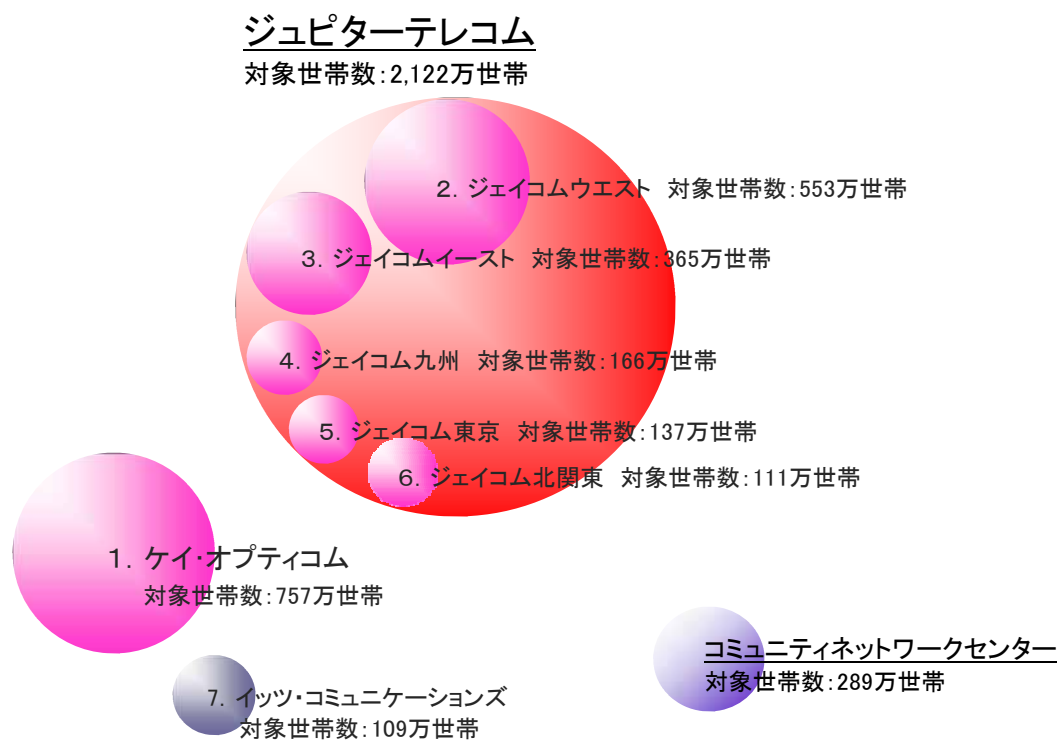 ジュピターテレコム
対象世帯数:2,122万世帯
2. ジェイコムウエスト 対象世帯数:553万世帯
3. ジェイコムイースト 対象世帯数:365万世帯
4. ジェイコム九州 対象世帯数:166万世帯
5. ジェイコム東京 対象世帯数:137万世帯
6. ジェイコム北関東 対象世帯数:111万世帯
1. ケイ・オプティコム
対象世帯数:757万世帯
コミュニティネットワークセンター
対象世帯数:289万世帯
7. イッツ・コミュニケーションズ
対象世帯数:109万世帯